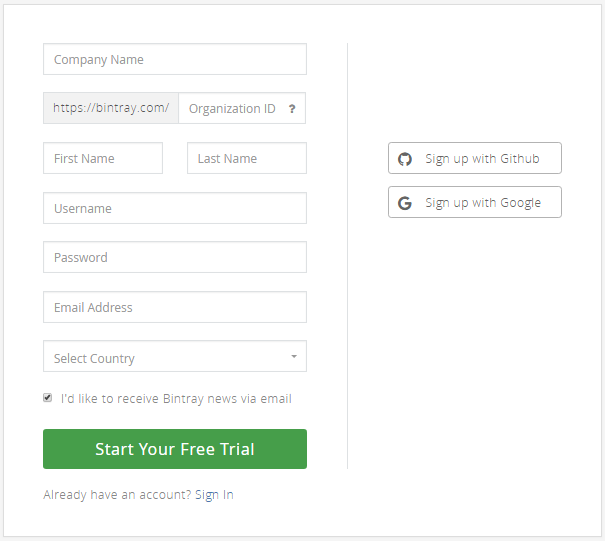 Company Name
https://bintray.com/ Organization ID ?
First Name Last Name
Username
Password
Email Address
Select Country
I'd like to receive Bintray news via email
Start Your Free Trial
Already have an account? Sign In
Sign up with Github
G Sign up with Google